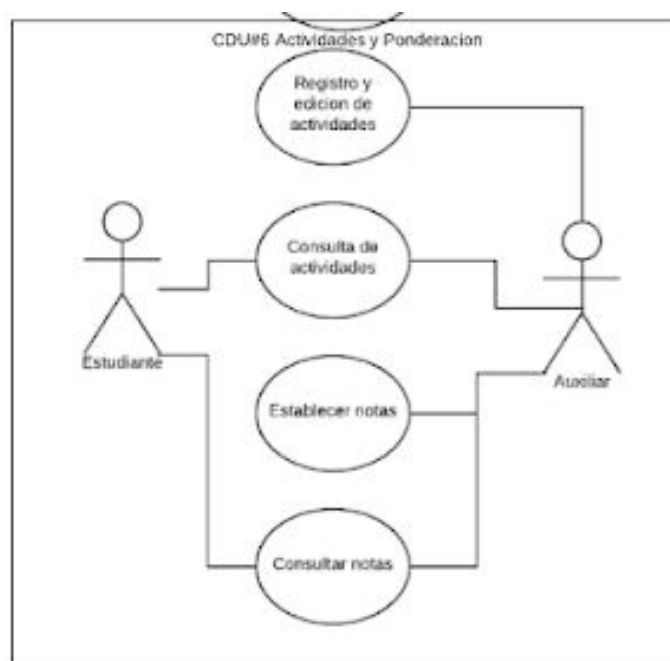 CDU#6 Actividades y Ponderacion
Registro y
edicion de
actividades
Consulta de
actividades
Estudiante
Auxiliar
Establecer notas
Consultar notas